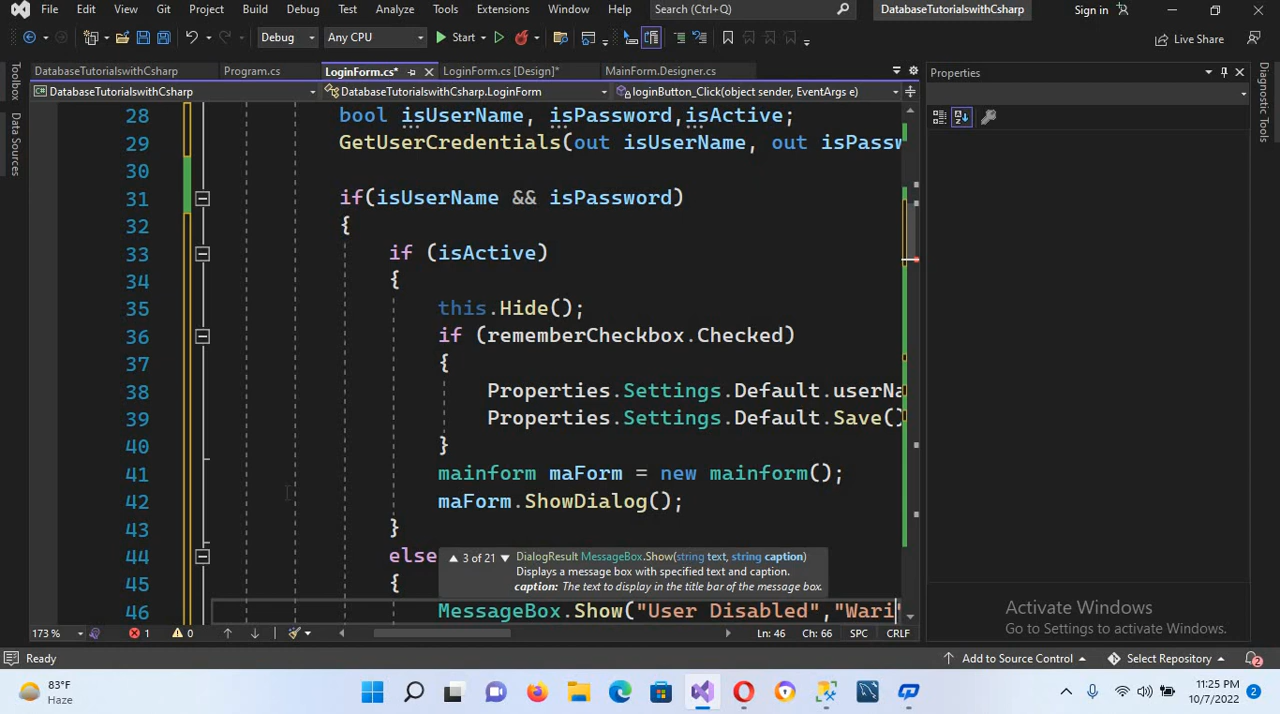 File Edit View Git Project Build Debug Test Analyze Tools Extensions Window Help Search (Ctrl+Q) DatabaseTutorialswithCsharp Sign in
Debug Any CPU Start Live Share
DatabaseTutorialswithCsharp Program.cs LoginForm.cs* LoginForm.cs [Design]* MainForm.Designer.cs Properties
DatabaseTutorialswithCsharp DatabaseTutorialswithCsharp.LoginForm loginButton_Click(object sender, EventArgs e)
Toolbox
Data Sources
Diagnostic Tools
28 bool isUserName, isPassword,isActive;
29 GetUserCredentials(out isUserName, out isPassw
30
31 if(isUserName && isPassword)
32 {
33 if (isActive)
34 {
35 this.Hide();
36 if (rememberCheckbox.Checked)
37 {
38 Properties.Settings.Default.userNa
39 Properties.Settings.Default.Save()
40 }
41 mainform maForm = new mainform();
42 maForm.ShowDialog();
43 }
44 else
3 of 21 DialogResult MessageBox.Show(string text, string caption)
Displays a message box with specified text and caption.
caption: The text to display in the title bar of the message box.
45 {
46 MessageBox.Show("User Disabled","Wari"
Activate Windows
Go to Settings to activate Windows.
173 % 1 0 Ln: 46 Ch: 66 SPC CRLF
Ready Add to Source Control Select Repository 2
83°F
Haze
11:25 PM
10/7/2022
2